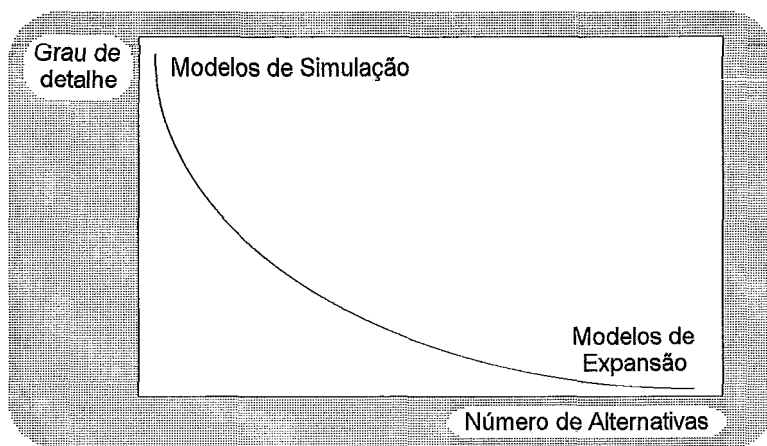 Grau de
detalhe
Modelos de Simulação
Modelos de
Expansão
Número de Alternativas